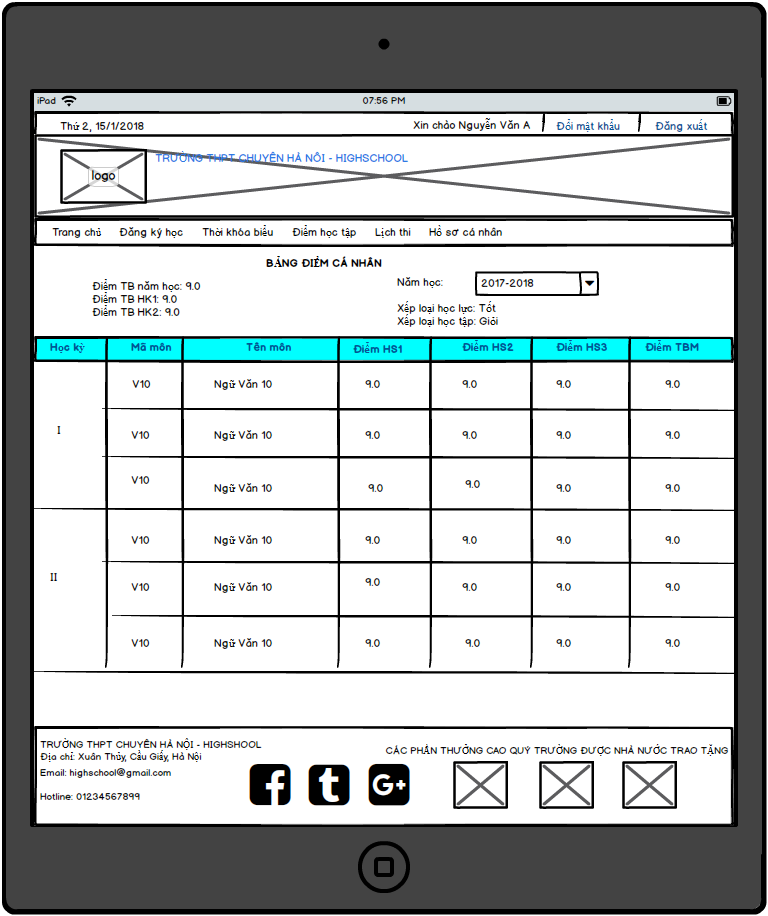 iPad 07:56 PM
Thứ 2, 15/1/2018 Xin chào Nguyễn Văn A Đổi mật khẩu Đăng xuất
logo TRƯỜNG THPT CHUYÊN HÀ NỘI - HIGHSCHOOL
Trang chủ Đăng ký học Thời khóa biểu Điểm học tập Lịch thi Hồ sơ cá nhân
BẢNG ĐIỂM CÁ NHÂN
Điểm TB năm học: 9.0
Điểm TB HK1: 9.0
Điểm TB HK2: 9.0
Năm học: 2017-2018
Xếp loại học lực: Tốt
Xếp loại học tập: Giỏi
Học kỳ Mã môn Tên môn Điểm HS1 Điểm HS2 Điểm HS3 Điểm TBM
V10 Ngữ Văn 10 9.0 9.0 9.0 9.0
I
V10 Ngữ Văn 10 9.0 9.0 9.0 9.0
V10 Ngữ Văn 10 9.0 9.0 9.0 9.0
V10 Ngữ Văn 10 9.0 9.0 9.0 9.0
II
V10 Ngữ Văn 10 9.0 9.0 9.0 9.0
V10 Ngữ Văn 10 9.0 9.0 9.0 9.0
TRƯỜNG THPT CHUYÊN HÀ NỘI - HIGHSHOOL
Địa chỉ: Xuân Thủy, Cầu Giấy, Hà Nội
Email: highschool@gmail.com
Hotline: 01234567899
f t G+
CÁC PHẦN THƯỞNG CAO QUÝ TRƯỜNG ĐƯỢC NHÀ NƯỚC TRAO TẶNG